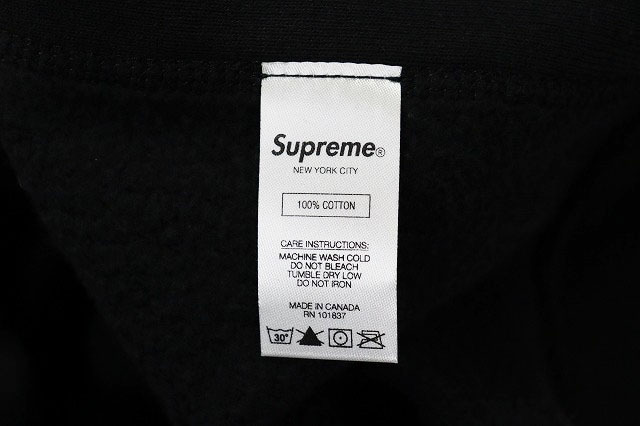 Supreme®
NEW YORK CITY
100% COTTON
CARE INSTRUCTIONS:
MACHINE WASH COLD
DO NOT BLEACH
TUMBLE DRY LOW
DO NOT IRON
MADE IN CANADA
RN 101837
30°